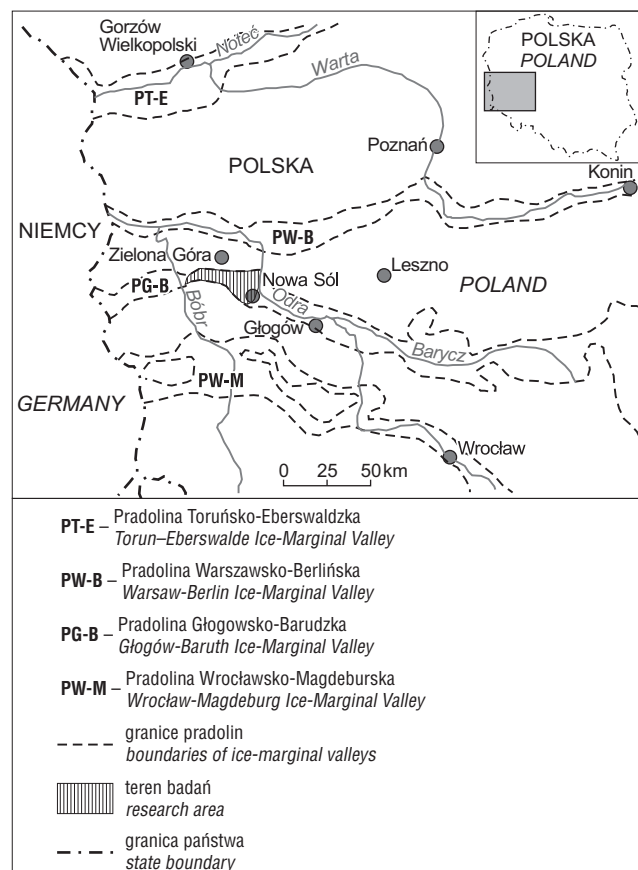 Gorzów
Wielkopolski
Noteć
Warta
PT-E
POLSKA
POLAND
Poznań
Konin
POLSKA
NIEMCY
PW-B
Zielona Góra
Leszno
PG-B
Nowa Sól
POLAND
Bóbr
Odra
Głogów
Barycz
PW-M
GERMANY
Wrocław
0 25 50 km
PT-E – Pradolina Toruńsko-Eberswaldzka
Torun–Eberswalde Ice-Marginal Valley
PW-B – Pradolina Warszawsko-Berlińska
Warsaw-Berlin Ice-Marginal Valley
PG-B – Pradolina Głogowsko-Barudzka
Głogów-Baruth Ice-Marginal Valley
PW-M – Pradolina Wrocławsko-Magdeburska
Wrocław-Magdeburg Ice-Marginal Valley
granice pradolin
boundaries of ice-marginal valleys
teren badań
research area
granica państwa
state boundary